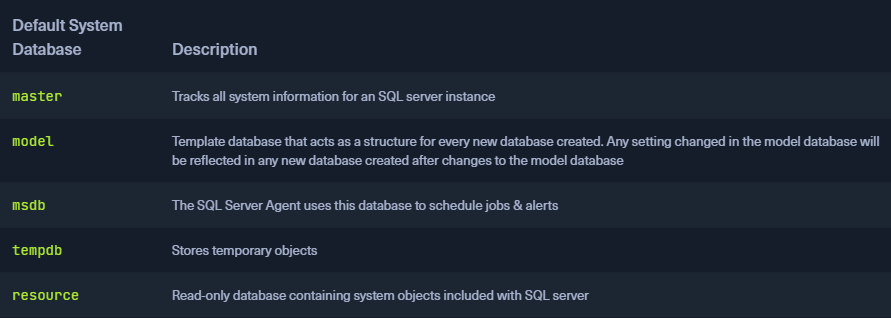 Default System
Database Description
master Tracks all system information for an SQL server instance
model Template database that acts as a structure for every new database created. Any setting changed in the model database will
be reflected in any new database created after changes to the model database
msdb The SQL Server Agent uses this database to schedule jobs & alerts
tempdb Stores temporary objects
resource Read-only database containing system objects included with SQL server